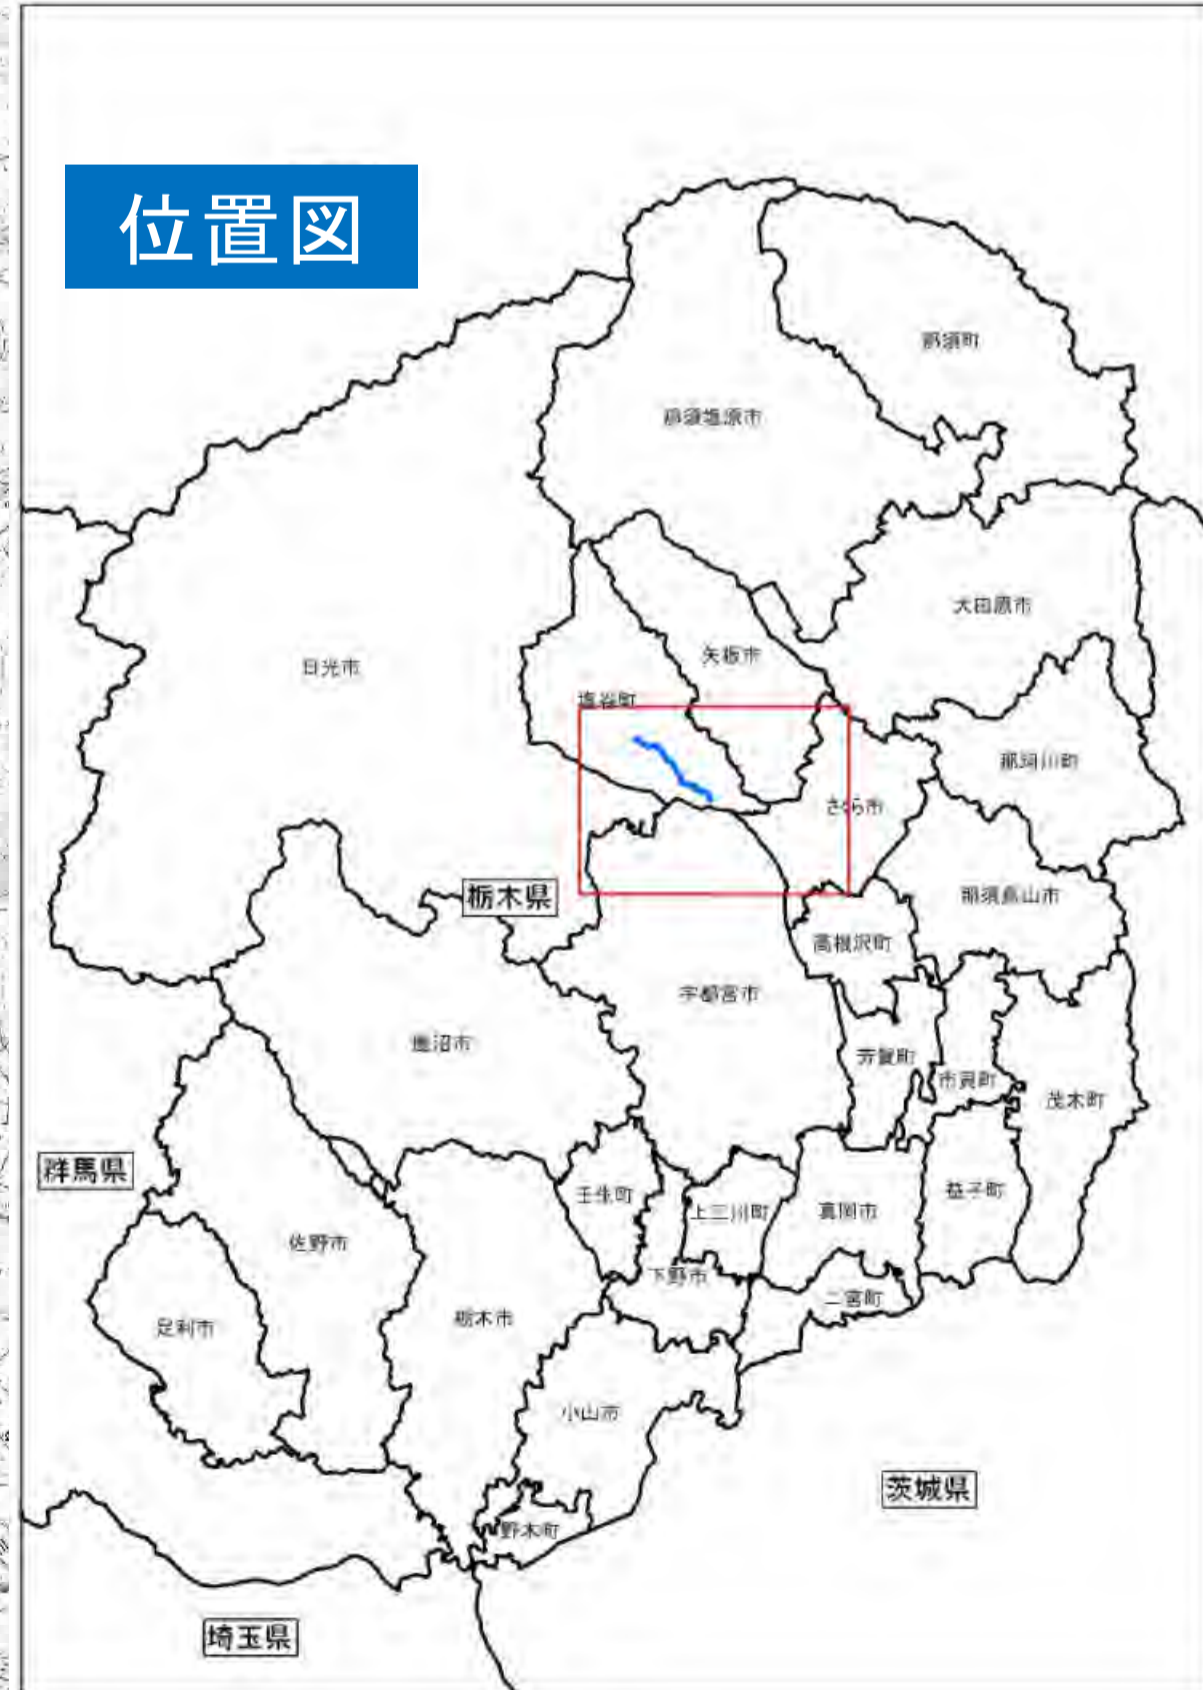 位置図
那須町
那須塩原市
大田原市
矢板市
日光市
塩谷町
那珂川町
さくら市
栃木県
那須烏山市
高根沢町
宇都宮市
鹿沼市
芳賀町
市貝町
茂木町
群馬県
壬生町
上三川町
真岡市
益子町
佐野市
下野市
二宮町
足利市
栃木市
小山市
茨城県
野木町
埼玉県